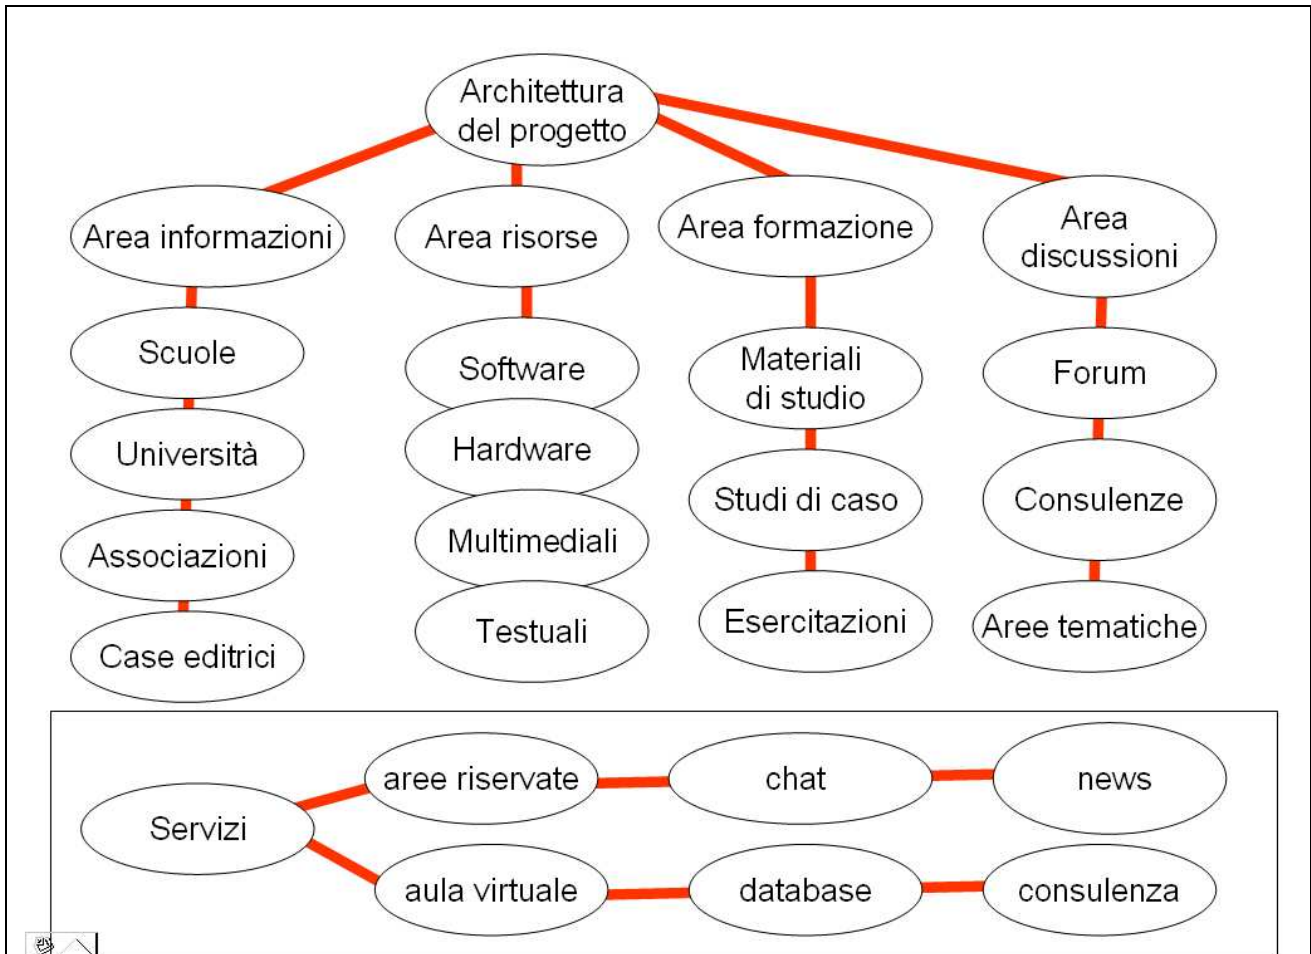 Architettura
del progetto
Area informazioni
Area risorse
Area formazione
Area
discussioni
Scuole
Università
Associazioni
Case editrici
Software
Hardware
Multimediali
Testuali
Materiali
di studio
Studi di caso
Esercitazioni
Forum
Consulenze
Aree tematiche
Servizi
aree riservate
chat
news
aula virtuale
database
consulenza